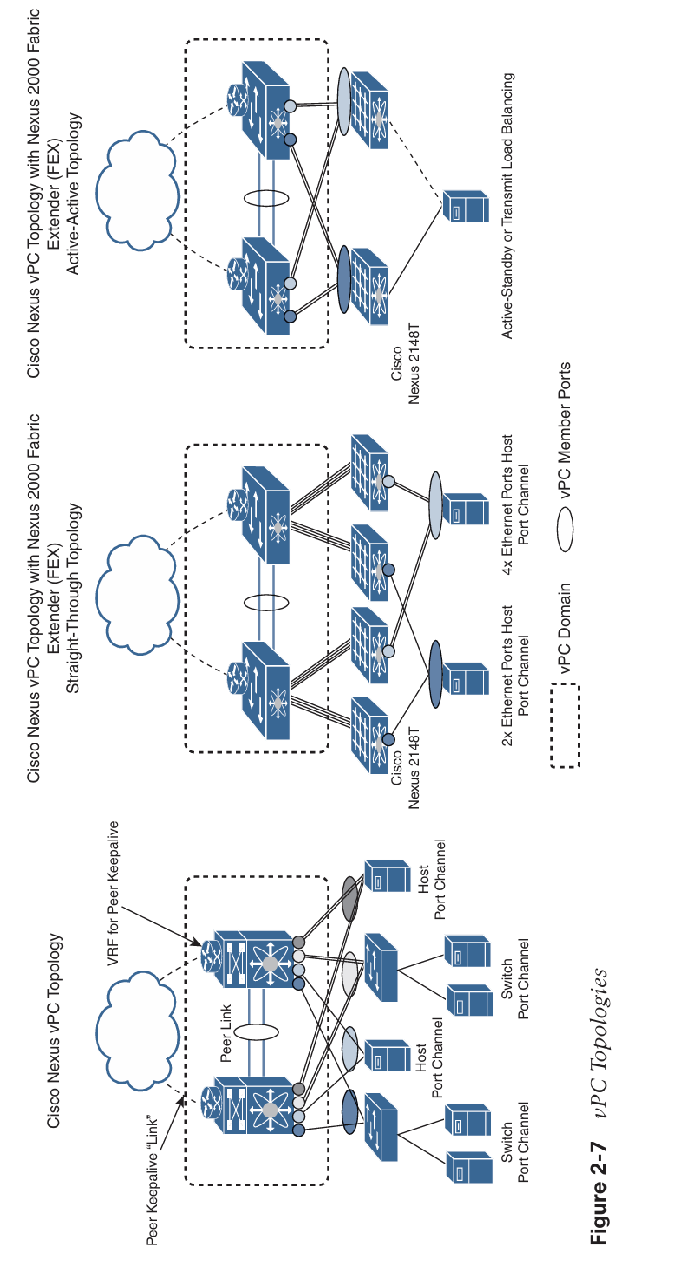 Cisco Nexus vPC Topology
VRF for Peer Keepalive
Peer Keepalive "Link"
Peer Link
Switch
Port Channel
Host
Port Channel
Switch
Port Channel
Host
Port Channel
Cisco Nexus vPC Topology with Nexus 2000 Fabric
Extender (FEX)
Straight-Through Topology
Cisco
Nexus 2148T
2x Ethernet Ports Host
Port Channel
4x Ethernet Ports Host
Port Channel
Cisco Nexus vPC Topology with Nexus 2000 Fabric
Extender (FEX)
Active-Active Topology
Cisco
Nexus 2148T
Active-Standby or Transmit Load Balancing
vPC Domain
vPC Member Ports
Figure 2-7 vPC Topologies